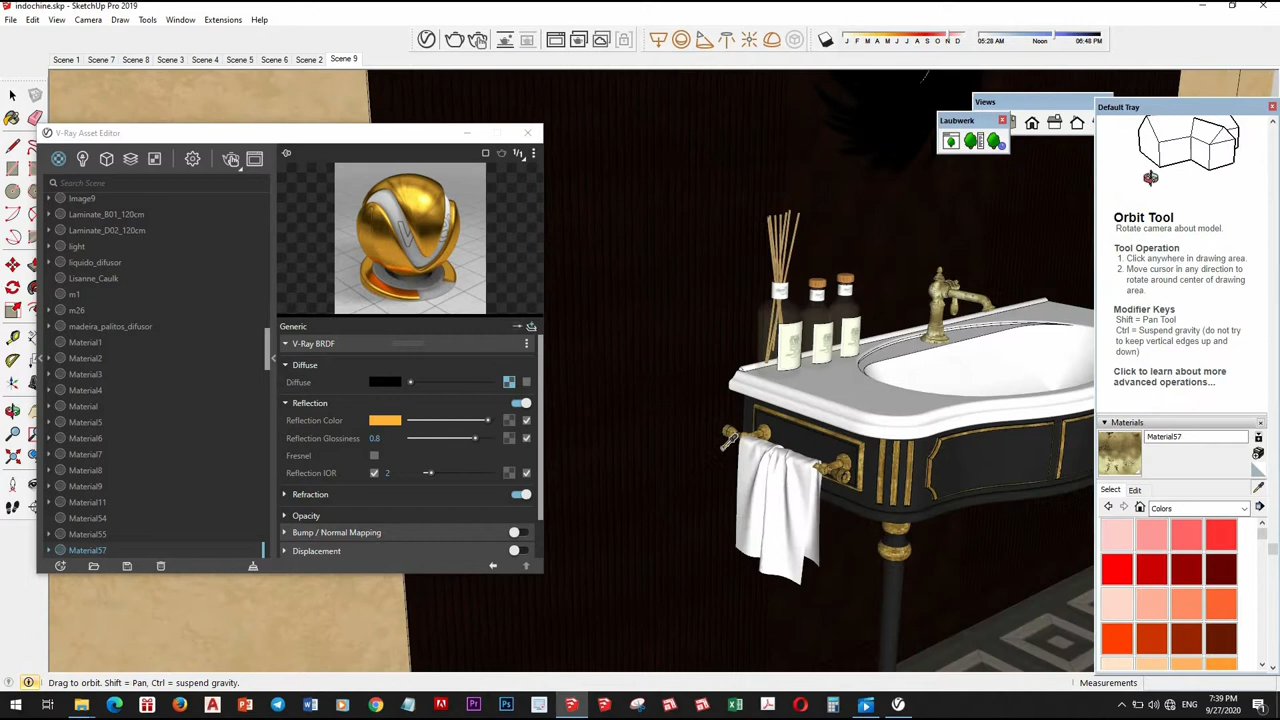 indochine.skp - SketchUp Pro 2019
File Edit View Camera Draw Tools Window Extensions Help
J F M A M J J A S O N D
05:28 AM Noon 06:48 PM
Scene 1 Scene 7 Scene 8 Scene 3 Scene 4 Scene 5 Scene 6 Scene 2 Scene 9
Views
Default Tray
Laubwerk
V-Ray Asset Editor
Search Scene
Image9
Laminate_B01_120cm
Laminate_D02_120cm
light
liquido_difusor
Lisanne_Caulk
m1
m26
madeira_palitos_difusor
Material1
Material2
Material3
Material4
Material
Material5
Material6
Material7
Material8
Material9
Material11
Material54
Material55
Material57
1/1
Generic
V-Ray BRDF
Diffuse
Diffuse
Reflection
Reflection Color
Reflection Glossiness 0.8
Fresnel
Reflection IOR 2
Refraction
Opacity
Bump / Normal Mapping
Displacement
Orbit Tool
Rotate camera about model.
Tool Operation
1. Click anywhere in drawing area.
2. Move cursor in any direction to
rotate around center of drawing
area.
Modifier Keys
Shift = Pan Tool
Ctrl = Suspend gravity (do not try
to keep vertical edges up and
down)
Click to learn about more
advanced operations...
Materials
Material57
Select Edit
Colors
Drag to orbit. Shift = Pan, Ctrl = suspend gravity.
Measurements
ENG
7:39 PM
9/27/2020